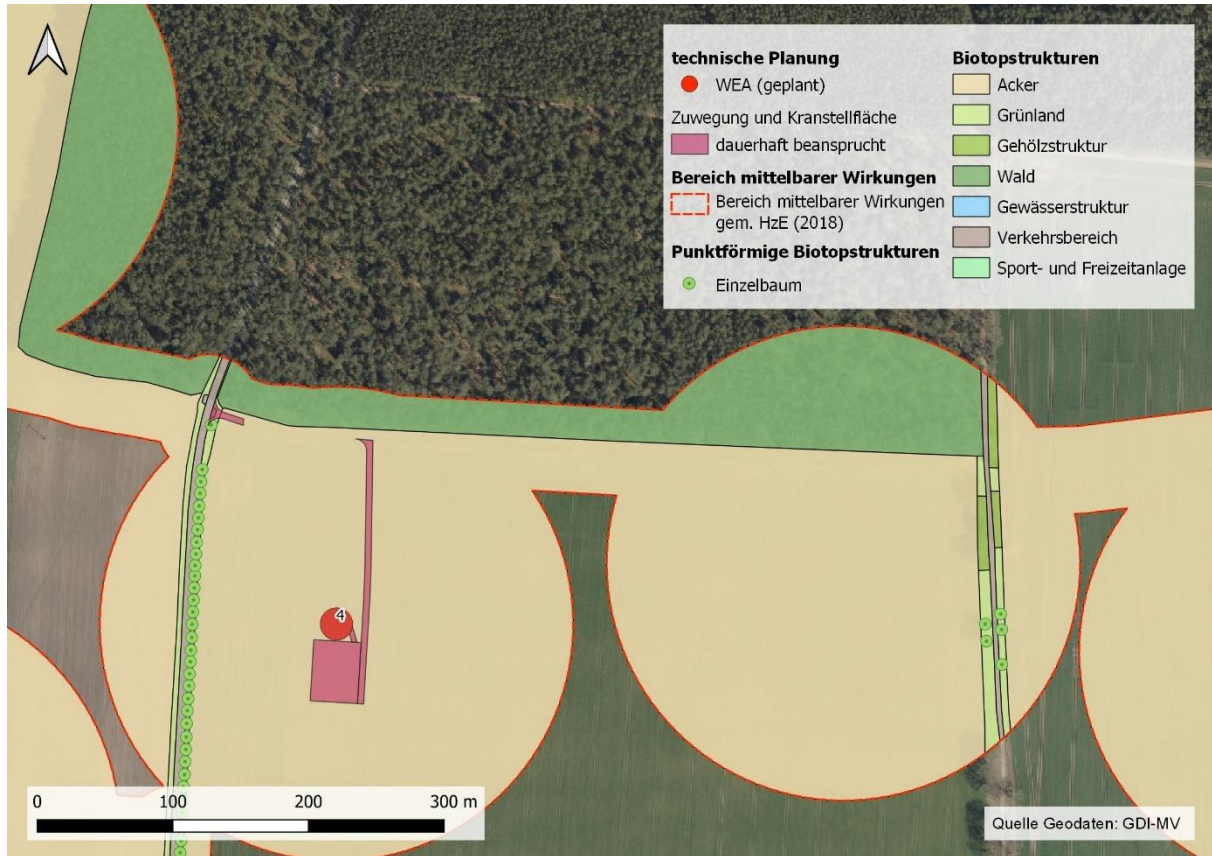 technische Planung
WEA (geplant)
Zuwegung und Kranstellfläche
dauerhaft beansprucht
Bereich mittelbarer Wirkungen
Bereich mittelbarer Wirkungen
gem. HzE (2018)
Punktförmige Biotopstrukturen
Einzelbaum
Biotopstrukturen
Acker
Grünland
Gehölzstruktur
Wald
Gewässerstruktur
Verkehrsbereich
Sport- und Freizeitanlage
4
0 100 200 300 m
Quelle Geodaten: GDI-MV